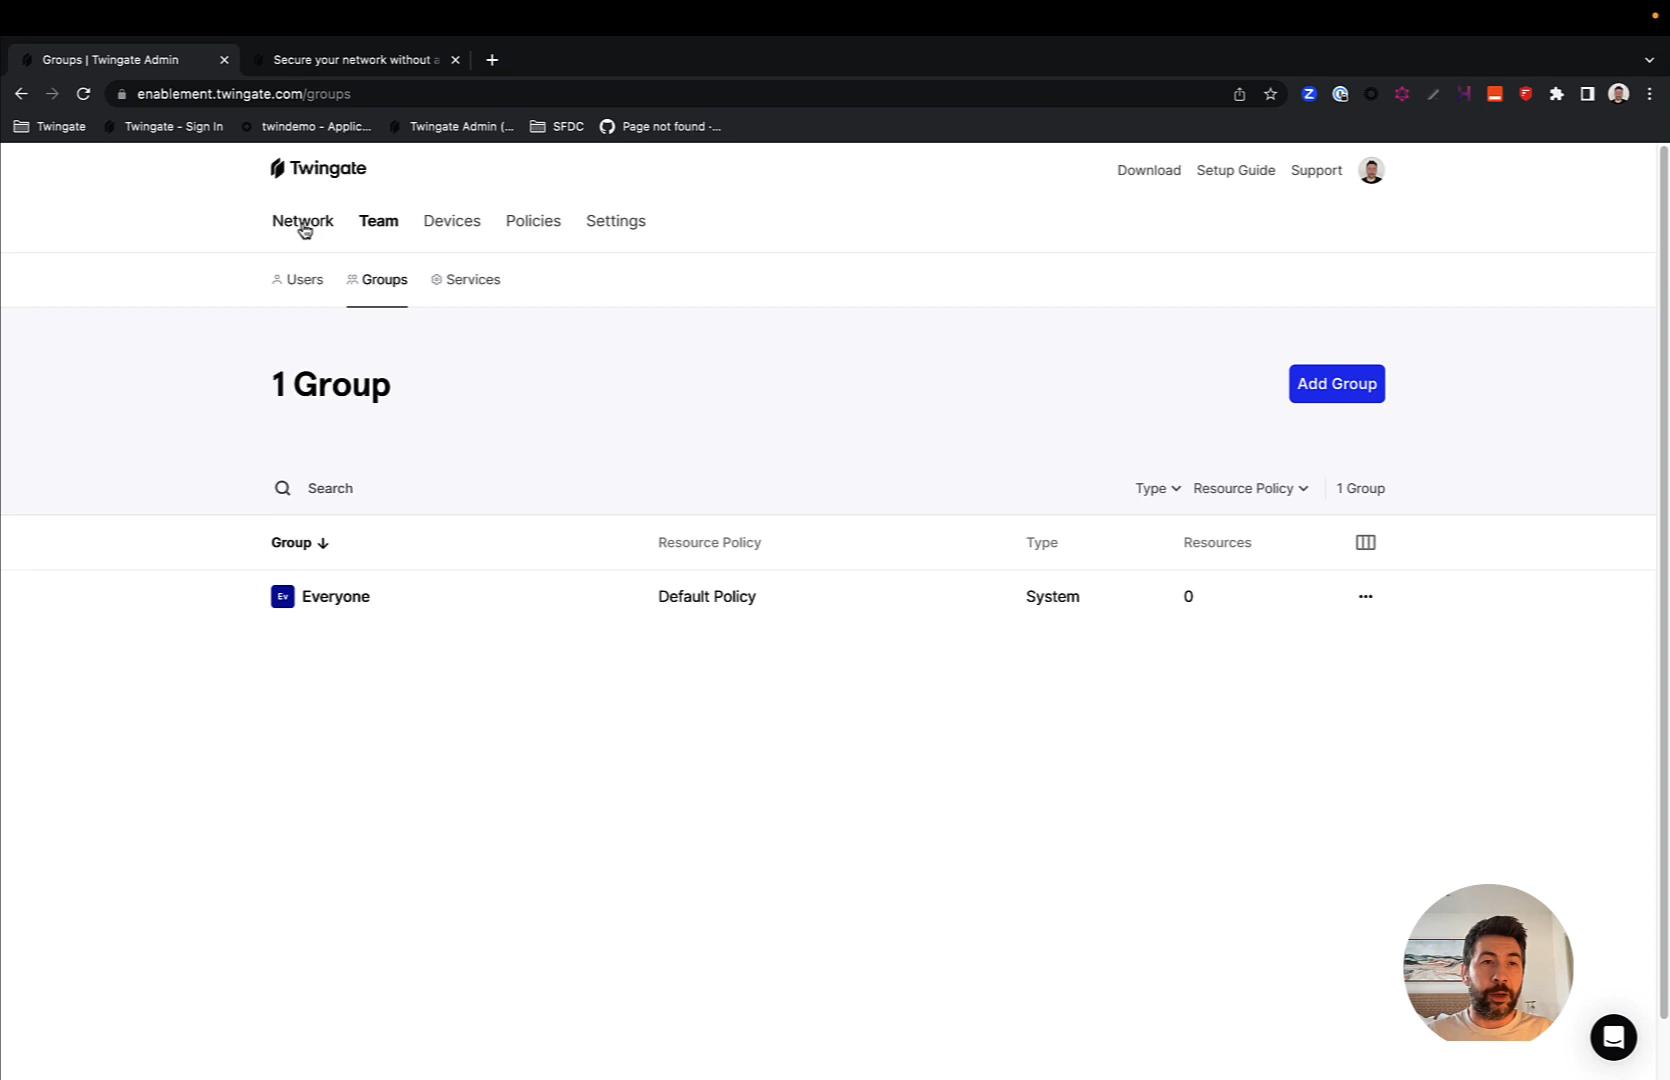 Groups | Twingate Admin
Secure your network without a
enablement.twingate.com/groups
Twingate
Twingate - Sign In
twindemo - Applic...
Twingate Admin (...
SFDC
Page not found ·...
Twingate
Download
Setup Guide
Support
Network
Team
Devices
Policies
Settings
Users
Groups
Services
1 Group
Add Group
Search
Type
Resource Policy
1 Group
Group
Resource Policy
Type
Resources
Ev
Everyone
Default Policy
System
0